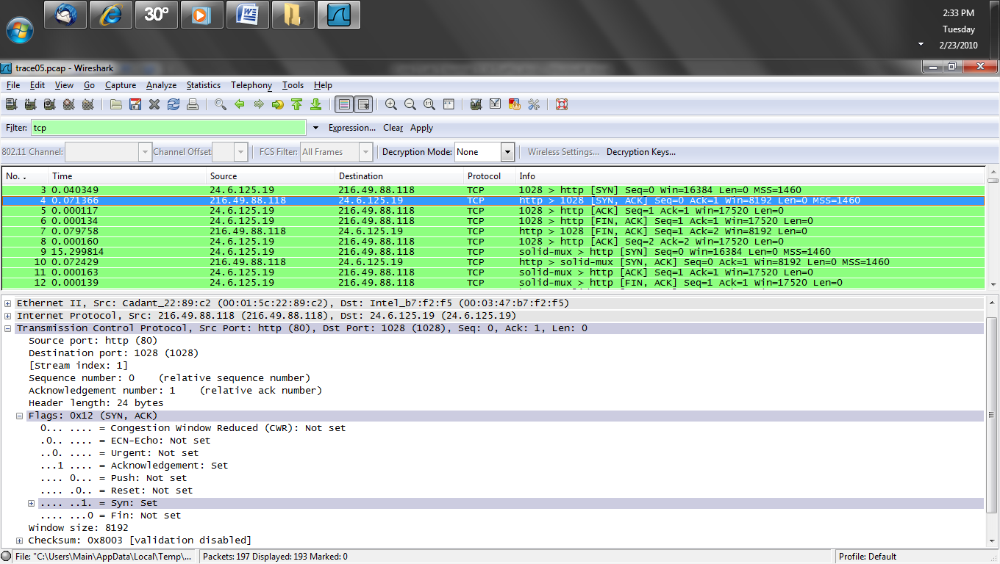 30°
2:33 PM
Tuesday
2/23/2010
trace05.pcap - Wireshark
File Edit View Go Capture Analyze Statistics Telephony Tools Help
Filter: tcp Expression... Clear Apply
802.11 Channel: Channel Offset: FCS Filter: All Frames Decryption Mode: None Wireless Settings... Decryption Keys...
No. . Time Source Destination Protocol Info
3 0.040349 24.6.125.19 216.49.88.118 TCP 1028 > http [SYN] Seq=0 Win=16384 Len=0 MSS=1460
4 0.071366 216.49.88.118 24.6.125.19 TCP http > 1028 [SYN, ACK] Seq=0 Ack=1 Win=8192 Len=0 MSS=1460
5 0.000117 24.6.125.19 216.49.88.118 TCP 1028 > http [ACK] Seq=1 Ack=1 Win=17520 Len=0
6 0.000134 24.6.125.19 216.49.88.118 TCP 1028 > http [FIN, ACK] Seq=1 Ack=1 Win=17520 Len=0
7 0.079758 216.49.88.118 24.6.125.19 TCP http > 1028 [FIN, ACK] Seq=1 Ack=2 Win=8192 Len=0
8 0.000160 24.6.125.19 216.49.88.118 TCP 1028 > http [ACK] Seq=2 Ack=2 Win=17520 Len=0
9 15.299814 24.6.125.19 216.49.88.118 TCP solid-mux > http [SYN] Seq=0 Win=16384 Len=0 MSS=1460
10 0.072429 216.49.88.118 24.6.125.19 TCP http > solid-mux [SYN, ACK] Seq=0 Ack=1 Win=8192 Len=0 MSS=1460
11 0.000163 24.6.125.19 216.49.88.118 TCP solid-mux > http [ACK] Seq=1 Ack=1 Win=17520 Len=0
12 0.000139 24.6.125.19 216.49.88.118 TCP solid-mux > http [FIN, ACK] Seq=1 Ack=1 Win=17520 Len=0
Ethernet II, Src: Cadant_22:89:c2 (00:01:5c:22:89:c2), Dst: Intel_b7:f2:f5 (00:03:47:b7:f2:f5)
Internet Protocol, Src: 216.49.88.118 (216.49.88.118), Dst: 24.6.125.19 (24.6.125.19)
Transmission Control Protocol, Src Port: http (80), Dst Port: 1028 (1028), Seq: 0, Ack: 1, Len: 0
Source port: http (80)
Destination port: 1028 (1028)
[Stream index: 1]
Sequence number: 0 (relative sequence number)
Acknowledgement number: 1 (relative ack number)
Header length: 24 bytes
Flags: 0x12 (SYN, ACK)
0... .... = Congestion Window Reduced (CWR): Not set
.0.. .... = ECN-Echo: Not set
..0. .... = Urgent: Not set
...1 .... = Acknowledgement: Set
.... 0... = Push: Not set
.... .0.. = Reset: Not set
.... ..1. = Syn: Set
.... ...0 = Fin: Not set
Window size: 8192
Checksum: 0x8003 [validation disabled]
File: "C:\Users\Main\AppData\Local\Temp\... Packets: 197 Displayed: 193 Marked: 0 Profile: Default